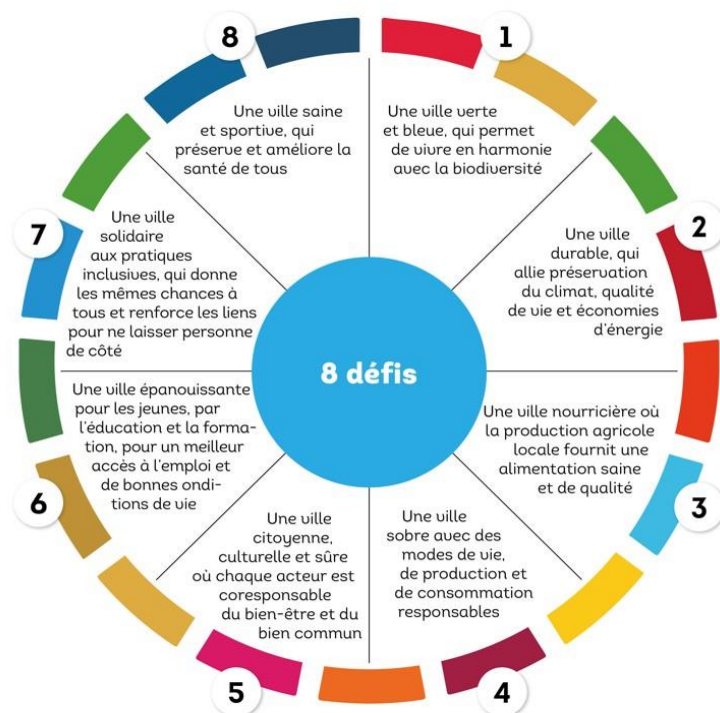 8 défis
1
Une ville verte
et bleue, qui permet
de vivre en harmonie
avec la biodiversité
2
Une ville
durable, qui
allie préservation
du climat, qualité
de vie et économies
d'énergie
3
Une ville nourricière où
la production agricole
locale fournit une
alimentation saine
et de qualité
4
Une ville
sobre avec des
modes de vie,
de production et
de consommation
responsables
5
Une ville
citoyenne,
culturelle et sûre
où chaque acteur est
coresponsable
du bien-être et du
bien commun
6
Une ville épanouissante
pour les jeunes, par
l'éducation et la forma-
tion, pour un meilleur
accès à l'emploi et
de bonnes ondi-
tions de vie
7
Une ville
solidaire
aux pratiques
inclusives, qui donne
les mêmes chances à
tous et renforce les liens
pour ne laisser personne
de côté
8
Une ville saine
et sportive, qui
préserve et améliore la
santé de tous